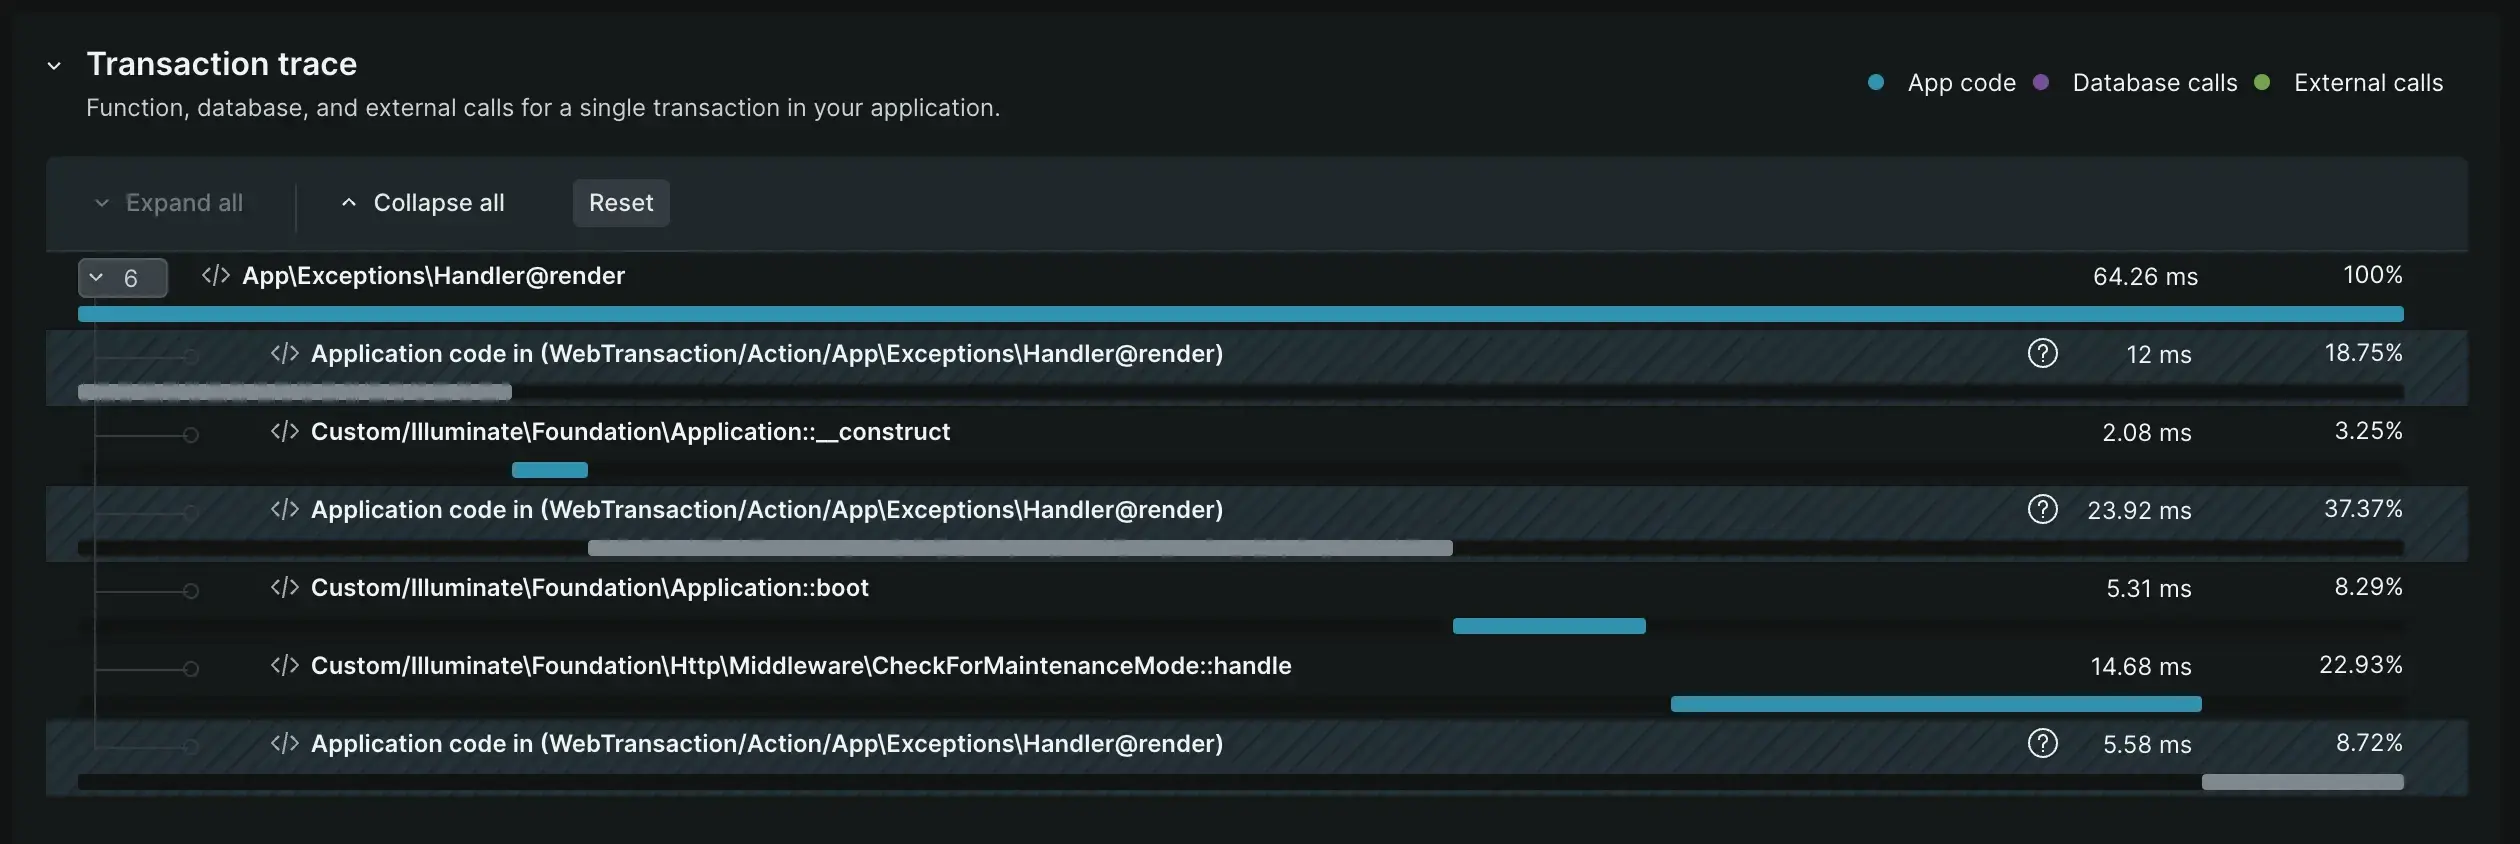 Transaction trace
Function, database, and external calls for a single transaction in your application.
App code Database calls External calls
Expand all Collapse all Reset
6 </> App\Exceptions\Handler@render 64.26 ms 100%
</> Application code in (WebTransaction/Action/App\Exceptions\Handler@render) ? 12 ms 18.75%
</> Custom/Illuminate\Foundation\Application::__construct 2.08 ms 3.25%
</> Application code in (WebTransaction/Action/App\Exceptions\Handler@render) ? 23.92 ms 37.37%
</> Custom/Illuminate\Foundation\Application::boot 5.31 ms 8.29%
</> Custom/Illuminate\Foundation\Http\Middleware\CheckForMaintenanceMode::handle 14.68 ms 22.93%
</> Application code in (WebTransaction/Action/App\Exceptions\Handler@render) ? 5.58 ms 8.72%